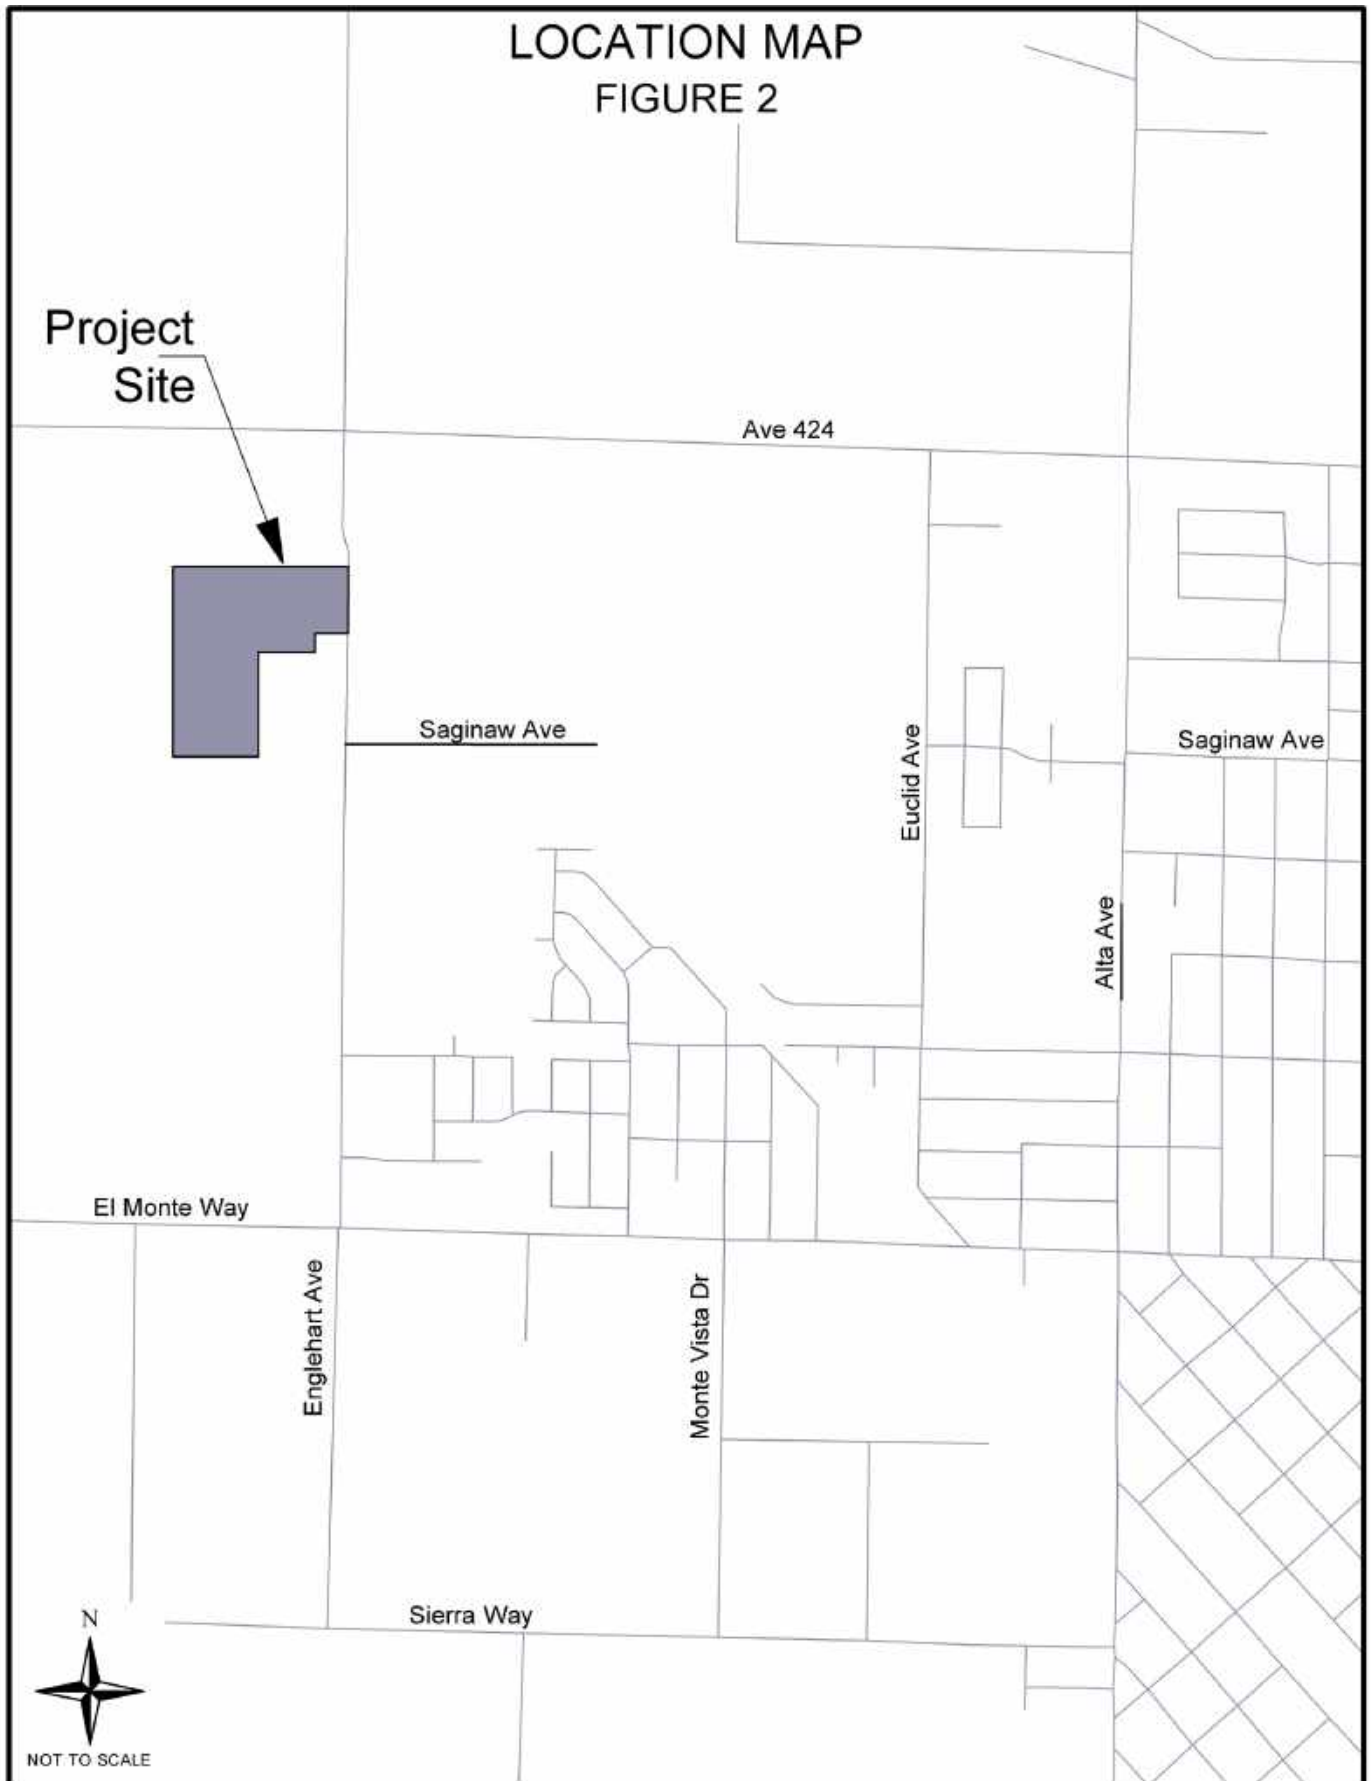 LOCATION MAP
FIGURE 2
Project
Site
Ave 424
Saginaw Ave
Saginaw Ave
Euclid Ave
Alta Ave
El Monte Way
Englehart Ave
Monte Vista Dr
Sierra Way
N
NOT TO SCALE